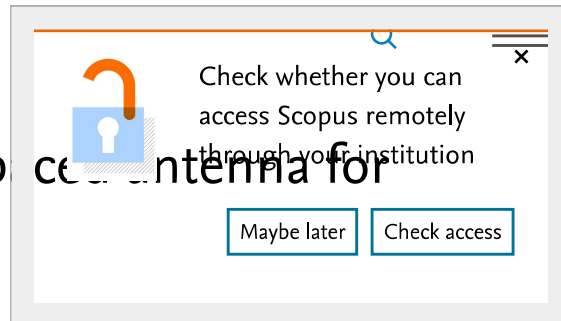 Check whether you can
access Scopus remotely
through your institution
antenna for
Maybe later
Check access